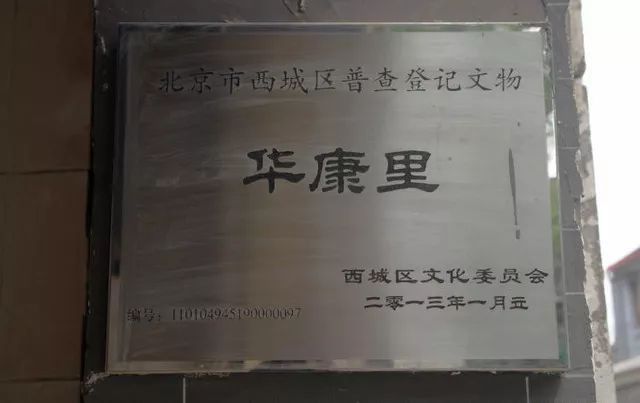 北京市西城区普查登记文物
华康里
西城区文化委员会
二零一三年一月立
编号：110104945190000097